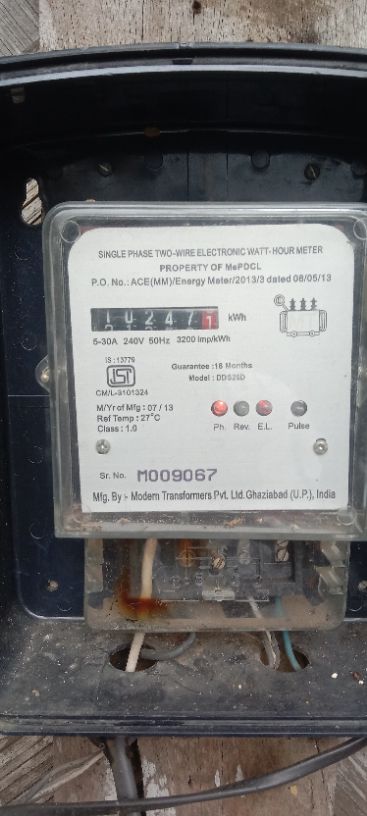 SINGLE PHASE TWO-WIRE ELECTRONIC WATT-HOUR METER
PROPERTY OF MePDCL
P.O. No.: ACE(MM)/Energy Meter/2013/3 dated 08/05/13
kWh
5-30A 240V 50Hz 3200 imp/kWh
IS : 13779
Guarantee :18 Months
CM/L-9101324
M/Yr of Mfg : 07 / 13
Ref Temp : 27°C
Class : 1.0
Ph. Rev. E.L. Pulse
Sr. No. M009067
Mfg. By :- Modern Transformers Pvt. Ltd. Ghaziabad (U.P.), India